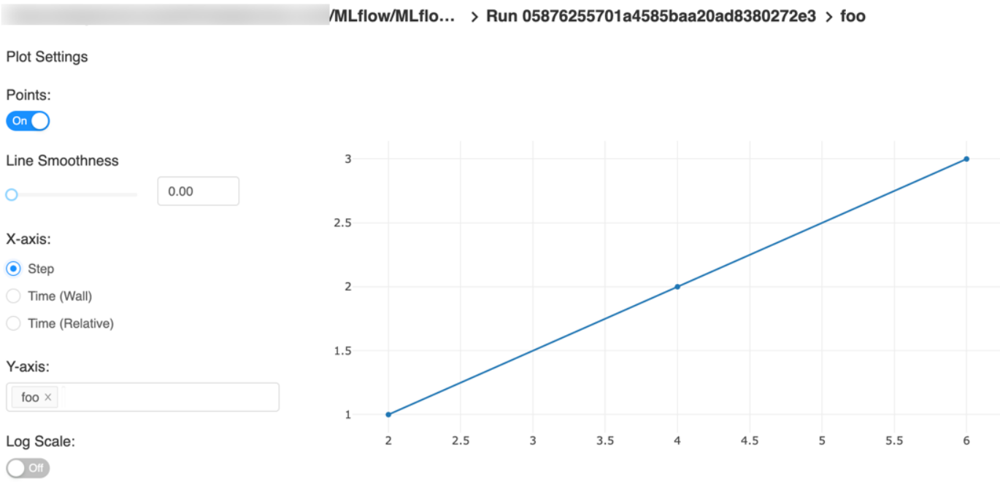 /MLflow/MLflo… > Run 05876255701a4585baa20ad8380272e3 > foo
Plot Settings
Points:
On
Line Smoothness
0.00
X-axis:
Step
Time (Wall)
Time (Relative)
Y-axis:
foo ×
Log Scale:
Off
3
2.5
2
1.5
1
2 2.5 3 3.5 4 4.5 5 5.5 6